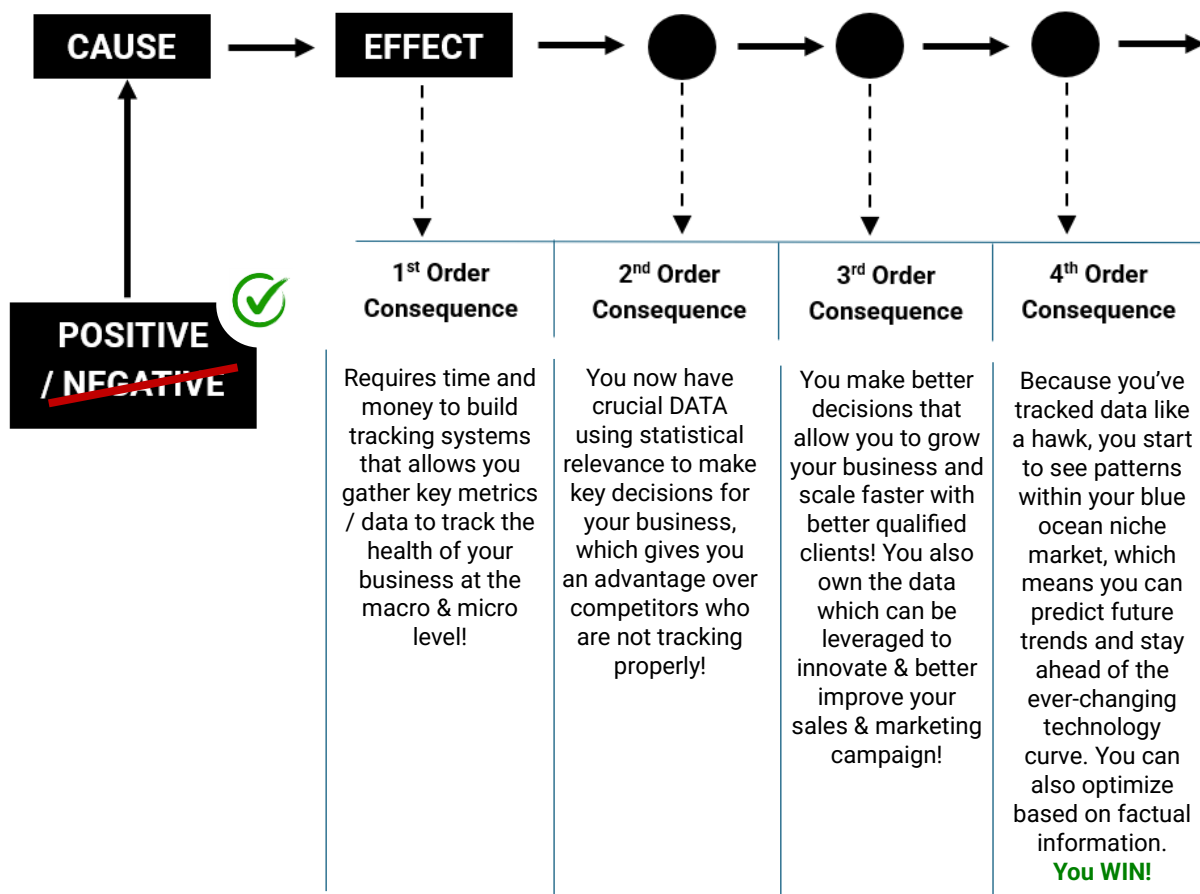 CAUSE
EFFECT
POSITIVE
/ NEGATIVE
1st Order
Consequence
Requires time and
money to build
tracking systems
that allows you
gather key metrics
/ data to track the
health of your
business at the
macro & micro
level!
2nd Order
Consequence
You now have
crucial DATA
using statistical
relevance to make
key decisions for
your business,
which gives you
an advantage over
competitors who
are not tracking
properly!
3rd Order
Consequence
You make better
decisions that
allow you to grow
your business and
scale faster with
better qualified
clients! You also
own the data
which can be
leveraged to
innovate & better
improve your
sales & marketing
campaign!
4th Order
Consequence
Because you’ve
tracked data like
a hawk, you start
to see patterns
within your blue
ocean niche
market, which
means you can
predict future
trends and stay
ahead of the
ever-changing
technology
curve. You can
also optimize
based on factual
information.
You WIN!